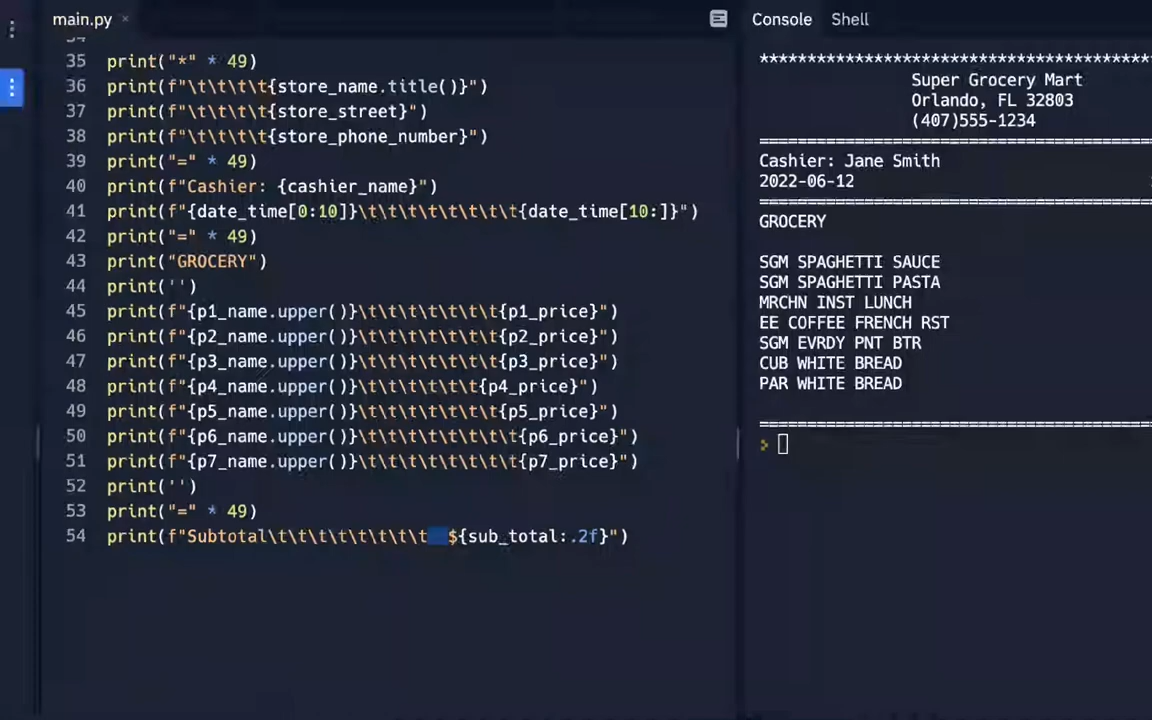 main.py ×
Console Shell
35 print("*" * 49)
36 print(f"\t\t\t\t{store_name.title()}")
37 print(f"\t\t\t\t{store_street}")
38 print(f"\t\t\t\t{store_phone_number}")
39 print("=" * 49)
40 print(f"Cashier: {cashier_name}")
41 print(f"{date_time[0:10]}\t\t\t\t\t\t\t\t{date_time[10:]}")
42 print("=" * 49)
43 print("GROCERY")
44 print('')
45 print(f"{p1_name.upper()}\t\t\t\t\t\t\t{p1_price}")
46 print(f"{p2_name.upper()}\t\t\t\t\t\t\t{p2_price}")
47 print(f"{p3_name.upper()}\t\t\t\t\t\t\t{p3_price}")
48 print(f"{p4_name.upper()}\t\t\t\t\t\t{p4_price}")
49 print(f"{p5_name.upper()}\t\t\t\t\t\t\t{p5_price}")
50 print(f"{p6_name.upper()}\t\t\t\t\t\t\t\t{p6_price}")
51 print(f"{p7_name.upper()}\t\t\t\t\t\t\t\t{p7_price}")
52 print('')
53 print("=" * 49)
54 print(f"Subtotal\t\t\t\t\t\t\t\t  ${sub_total:.2f}")
*****************************************
Super Grocery Mart
Orlando, FL 32803
(407)555-1234
=========================================
Cashier: Jane Smith
2022-06-12
=========================================
GROCERY
SGM SPAGHETTI SAUCE
SGM SPAGHETTI PASTA
MRCHN INST LUNCH
EE COFFEE FRENCH RST
SGM EVRDY PNT BTR
CUB WHITE BREAD
PAR WHITE BREAD
=========================================